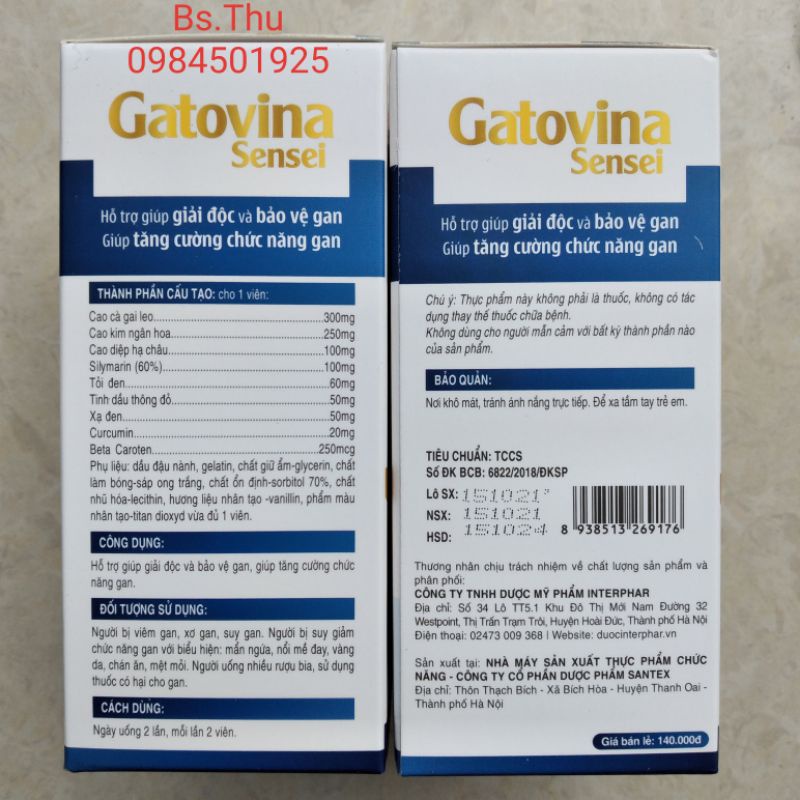 Bs.Thu
0984501925
Gatovina
Sensei
Hỗ trợ giúp giải độc và bảo vệ gan
Giúp tăng cường chức năng gan
THÀNH PHẦN CẤU TẠO: cho 1 viên:
Cao cà gai leo........300mg
Cao kim ngân hoa........250mg
Cao diệp hạ châu........100mg
Silymarin (60%)........100mg
Tỏi đen........60mg
Tinh dầu thông đỏ........50mg
Xạ đen........50mg
Curcumin........20mg
Beta Caroten........250mcg
Phụ liệu: dầu đậu nành, gelatin, chất giữ ẩm-glycerin, chất
làm bóng-sáp ong trắng, chất ổn định-sorbitol 70%, chất
nhũ hóa-lecithin, hương liệu nhân tạo -vanillin, phẩm màu
nhân tạo-titan dioxyd vừa đủ 1 viên.
CÔNG DỤNG:
Hỗ trợ giúp giải độc và bảo vệ gan, giúp tăng cường chức
năng gan.
ĐỐI TƯỢNG SỬ DỤNG:
Người bị viêm gan, xơ gan, suy gan. Người bị suy giảm
chức năng gan với biểu hiện: mẩn ngứa, nổi mề đay, vàng
da, chán ăn, mệt mỏi. Người uống nhiều rượu bia, sử dụng
thuốc có hại cho gan.
CÁCH DÙNG:
Ngày uống 2 lần, mỗi lần 2 viên.
Gatovina
Sensei
Hỗ trợ giúp giải độc và bảo vệ gan
Giúp tăng cường chức năng gan
Chú ý: Thực phẩm này không phải là thuốc, không có tác
dụng thay thế thuốc chữa bệnh.
Không dùng cho người mẫn cảm với bất kỳ thành phần nào
của sản phẩm.
BẢO QUẢN:
Nơi khô mát, tránh ánh nắng trực tiếp. Để xa tầm tay trẻ em.
TIÊU CHUẨN: TCCS
Số ĐK BCB: 6822/2018/ĐKSP
Lô SX: 151021
NSX: 151021
HSD: 151024
8 938513 269176
Thương nhân chịu trách nhiệm về chất lượng sản phẩm và
phân phối:
CÔNG TY TNHH DƯỢC MỸ PHẨM INTERPHAR
Địa chỉ: Số 34 Lô TT5.1 Khu Đô Thị Mới Nam Đường 32
Westpoint, Thị Trấn Trạm Trôi, Huyện Hoài Đức, Thành phố Hà Nội
Điện thoại: 02473 009 368 | Website: duocinterphar.vn
Sản xuất tại: NHÀ MÁY SẢN XUẤT THỰC PHẨM CHỨC
NĂNG - CÔNG TY CỔ PHẦN DƯỢC PHẨM SANTEX
Địa chỉ: Thôn Thạch Bích - Xã Bích Hòa - Huyện Thanh Oai -
Thành phố Hà Nội
Giá bán lẻ: 140.000đ